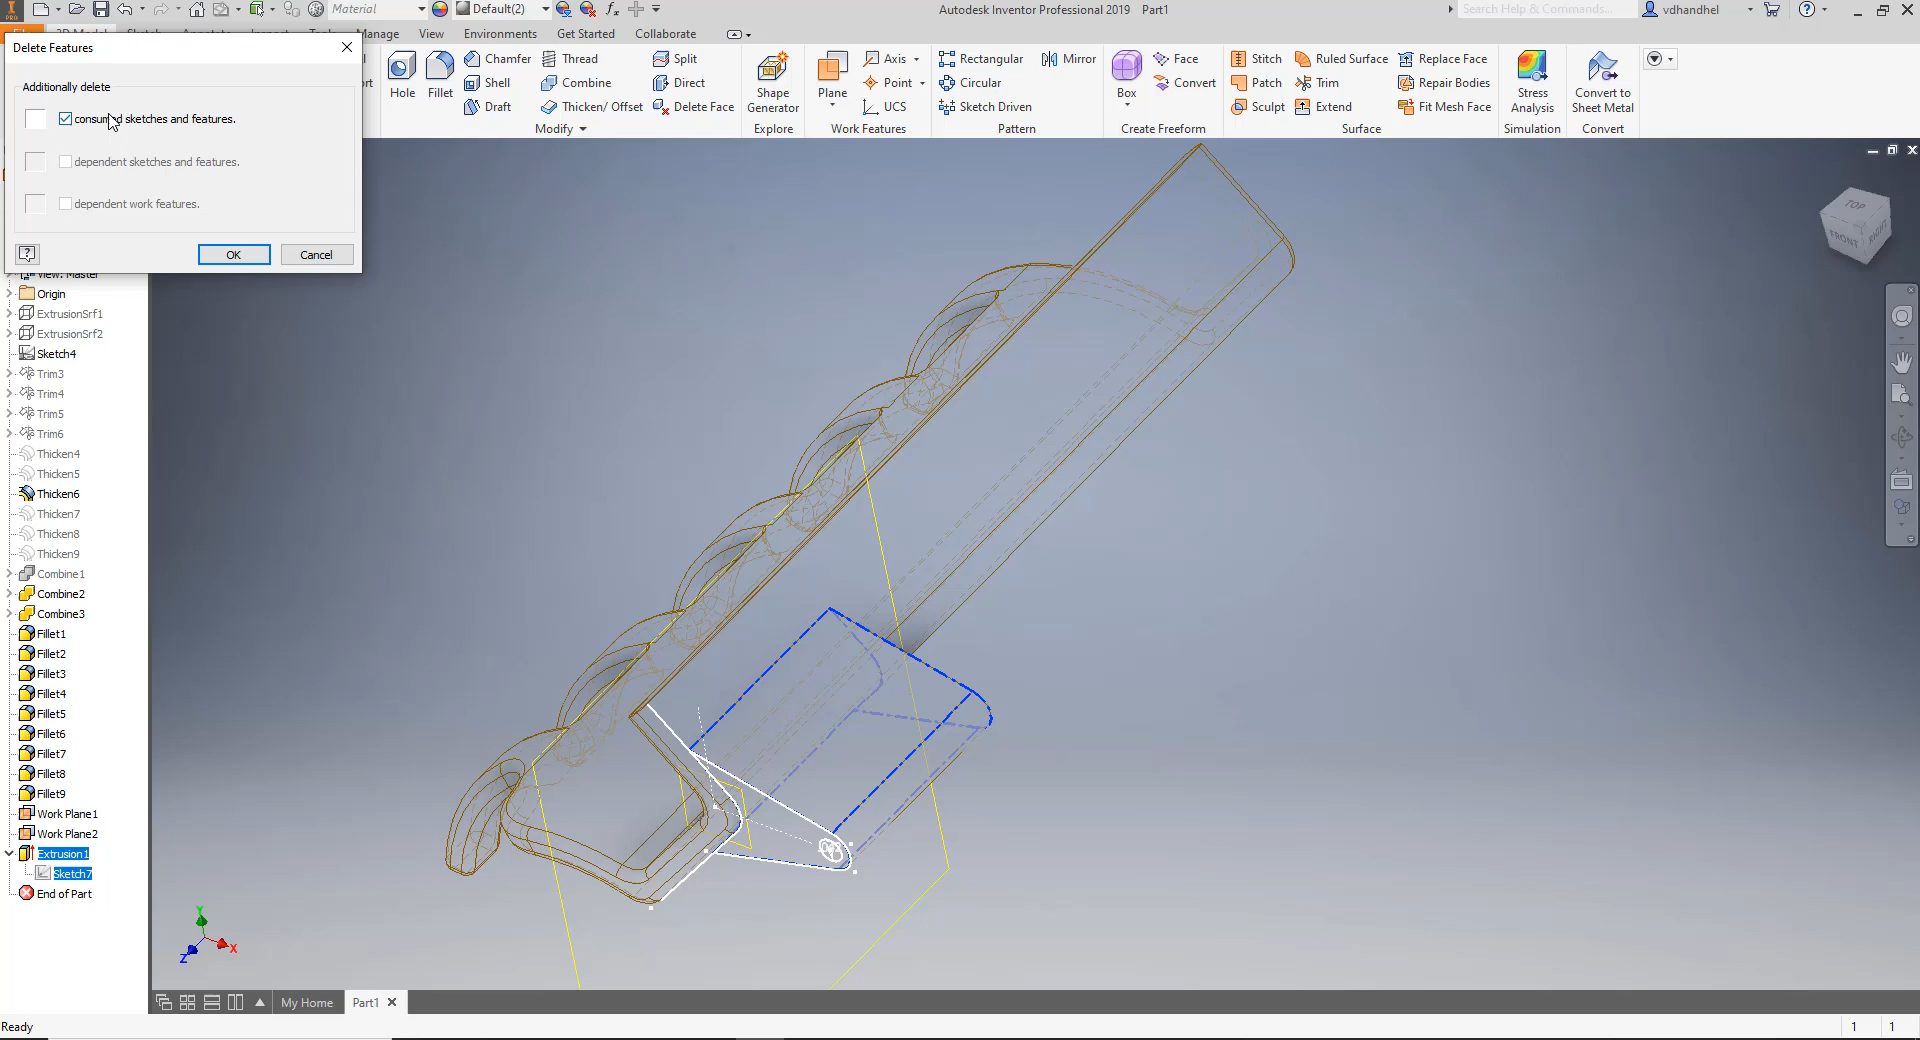 Material
Default(2)
Autodesk Inventor Professional 2019 Part1
Search Help & Commands...
vdhandhel
PRO
View
Environments
Get Started
Collaborate
Delete Features
Additionally delete
consumed sketches and features.
dependent sketches and features.
dependent work features.
OK
Cancel
Hole
Fillet
Chamfer
Shell
Draft
Thread
Combine
Thicken/ Offset
Split
Direct
Delete Face
Modify
Shape
Generator
Explore
Plane
Axis
Point
UCS
Work Features
Rectangular
Circular
Sketch Driven
Mirror
Pattern
Box
Face
Convert
Create Freeform
Stitch
Patch
Sculpt
Ruled Surface
Trim
Extend
Replace Face
Repair Bodies
Fit Mesh Face
Surface
Stress
Analysis
Simulation
Convert to
Sheet Metal
Convert
TOP
FRONT
RIGHT
View: Master
Origin
ExtrusionSrf1
ExtrusionSrf2
Sketch4
Trim3
Trim4
Trim5
Trim6
Thicken4
Thicken5
Thicken6
Thicken7
Thicken8
Thicken9
Combine1
Combine2
Combine3
Fillet1
Fillet2
Fillet3
Fillet4
Fillet5
Fillet6
Fillet7
Fillet8
Fillet9
Work Plane1
Work Plane2
Extrusion1
Sketch7
End of Part
Y
X
Z
My Home
Part1
Ready
1
1